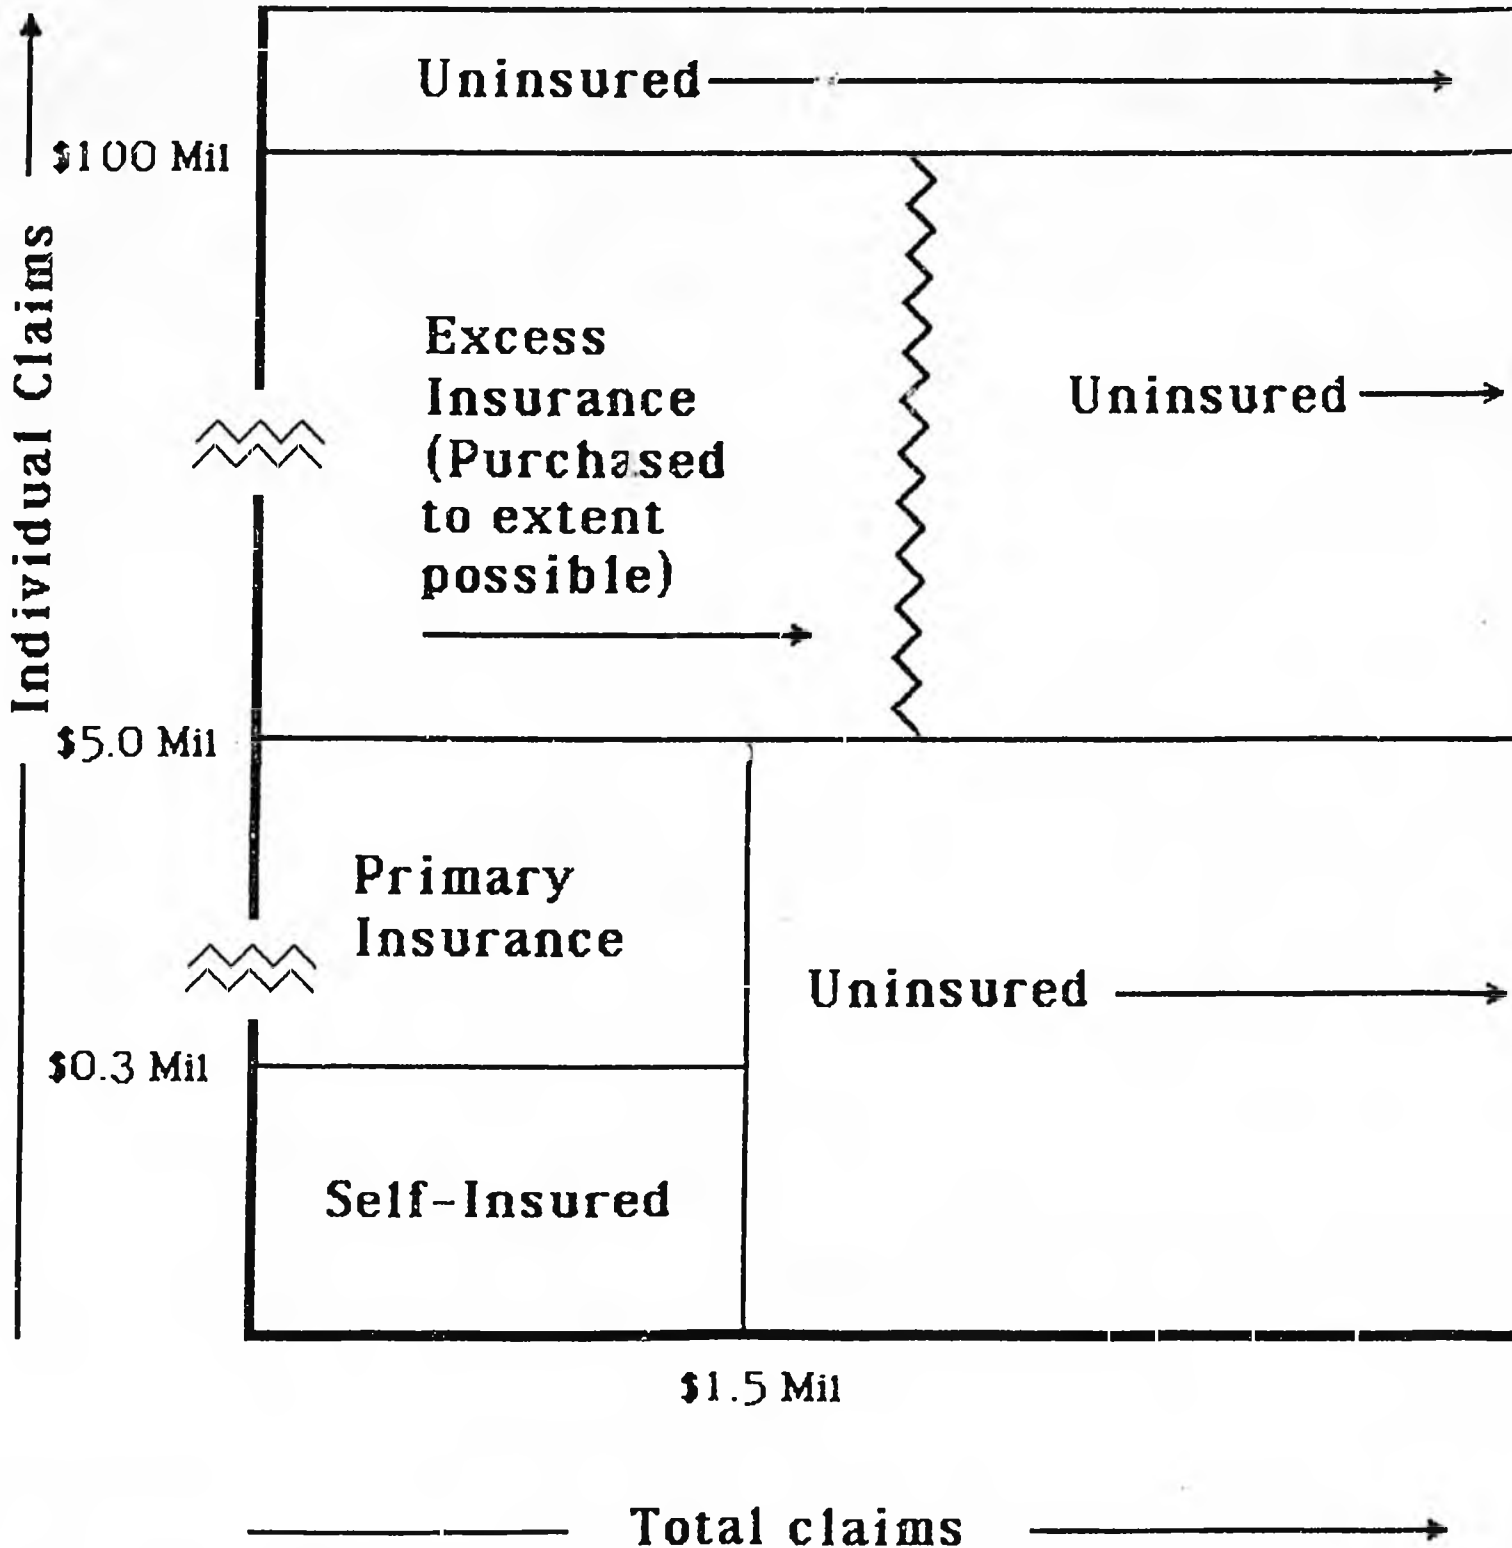 Uninsured
$100 Mil
Individual Claims
Excess
Insurance
(Purchased
to extent
possible)
Uninsured
$5.0 Mil
Primary
Insurance
Uninsured
$0.3 Mil
Self-Insured
$1.5 Mil
Total claims